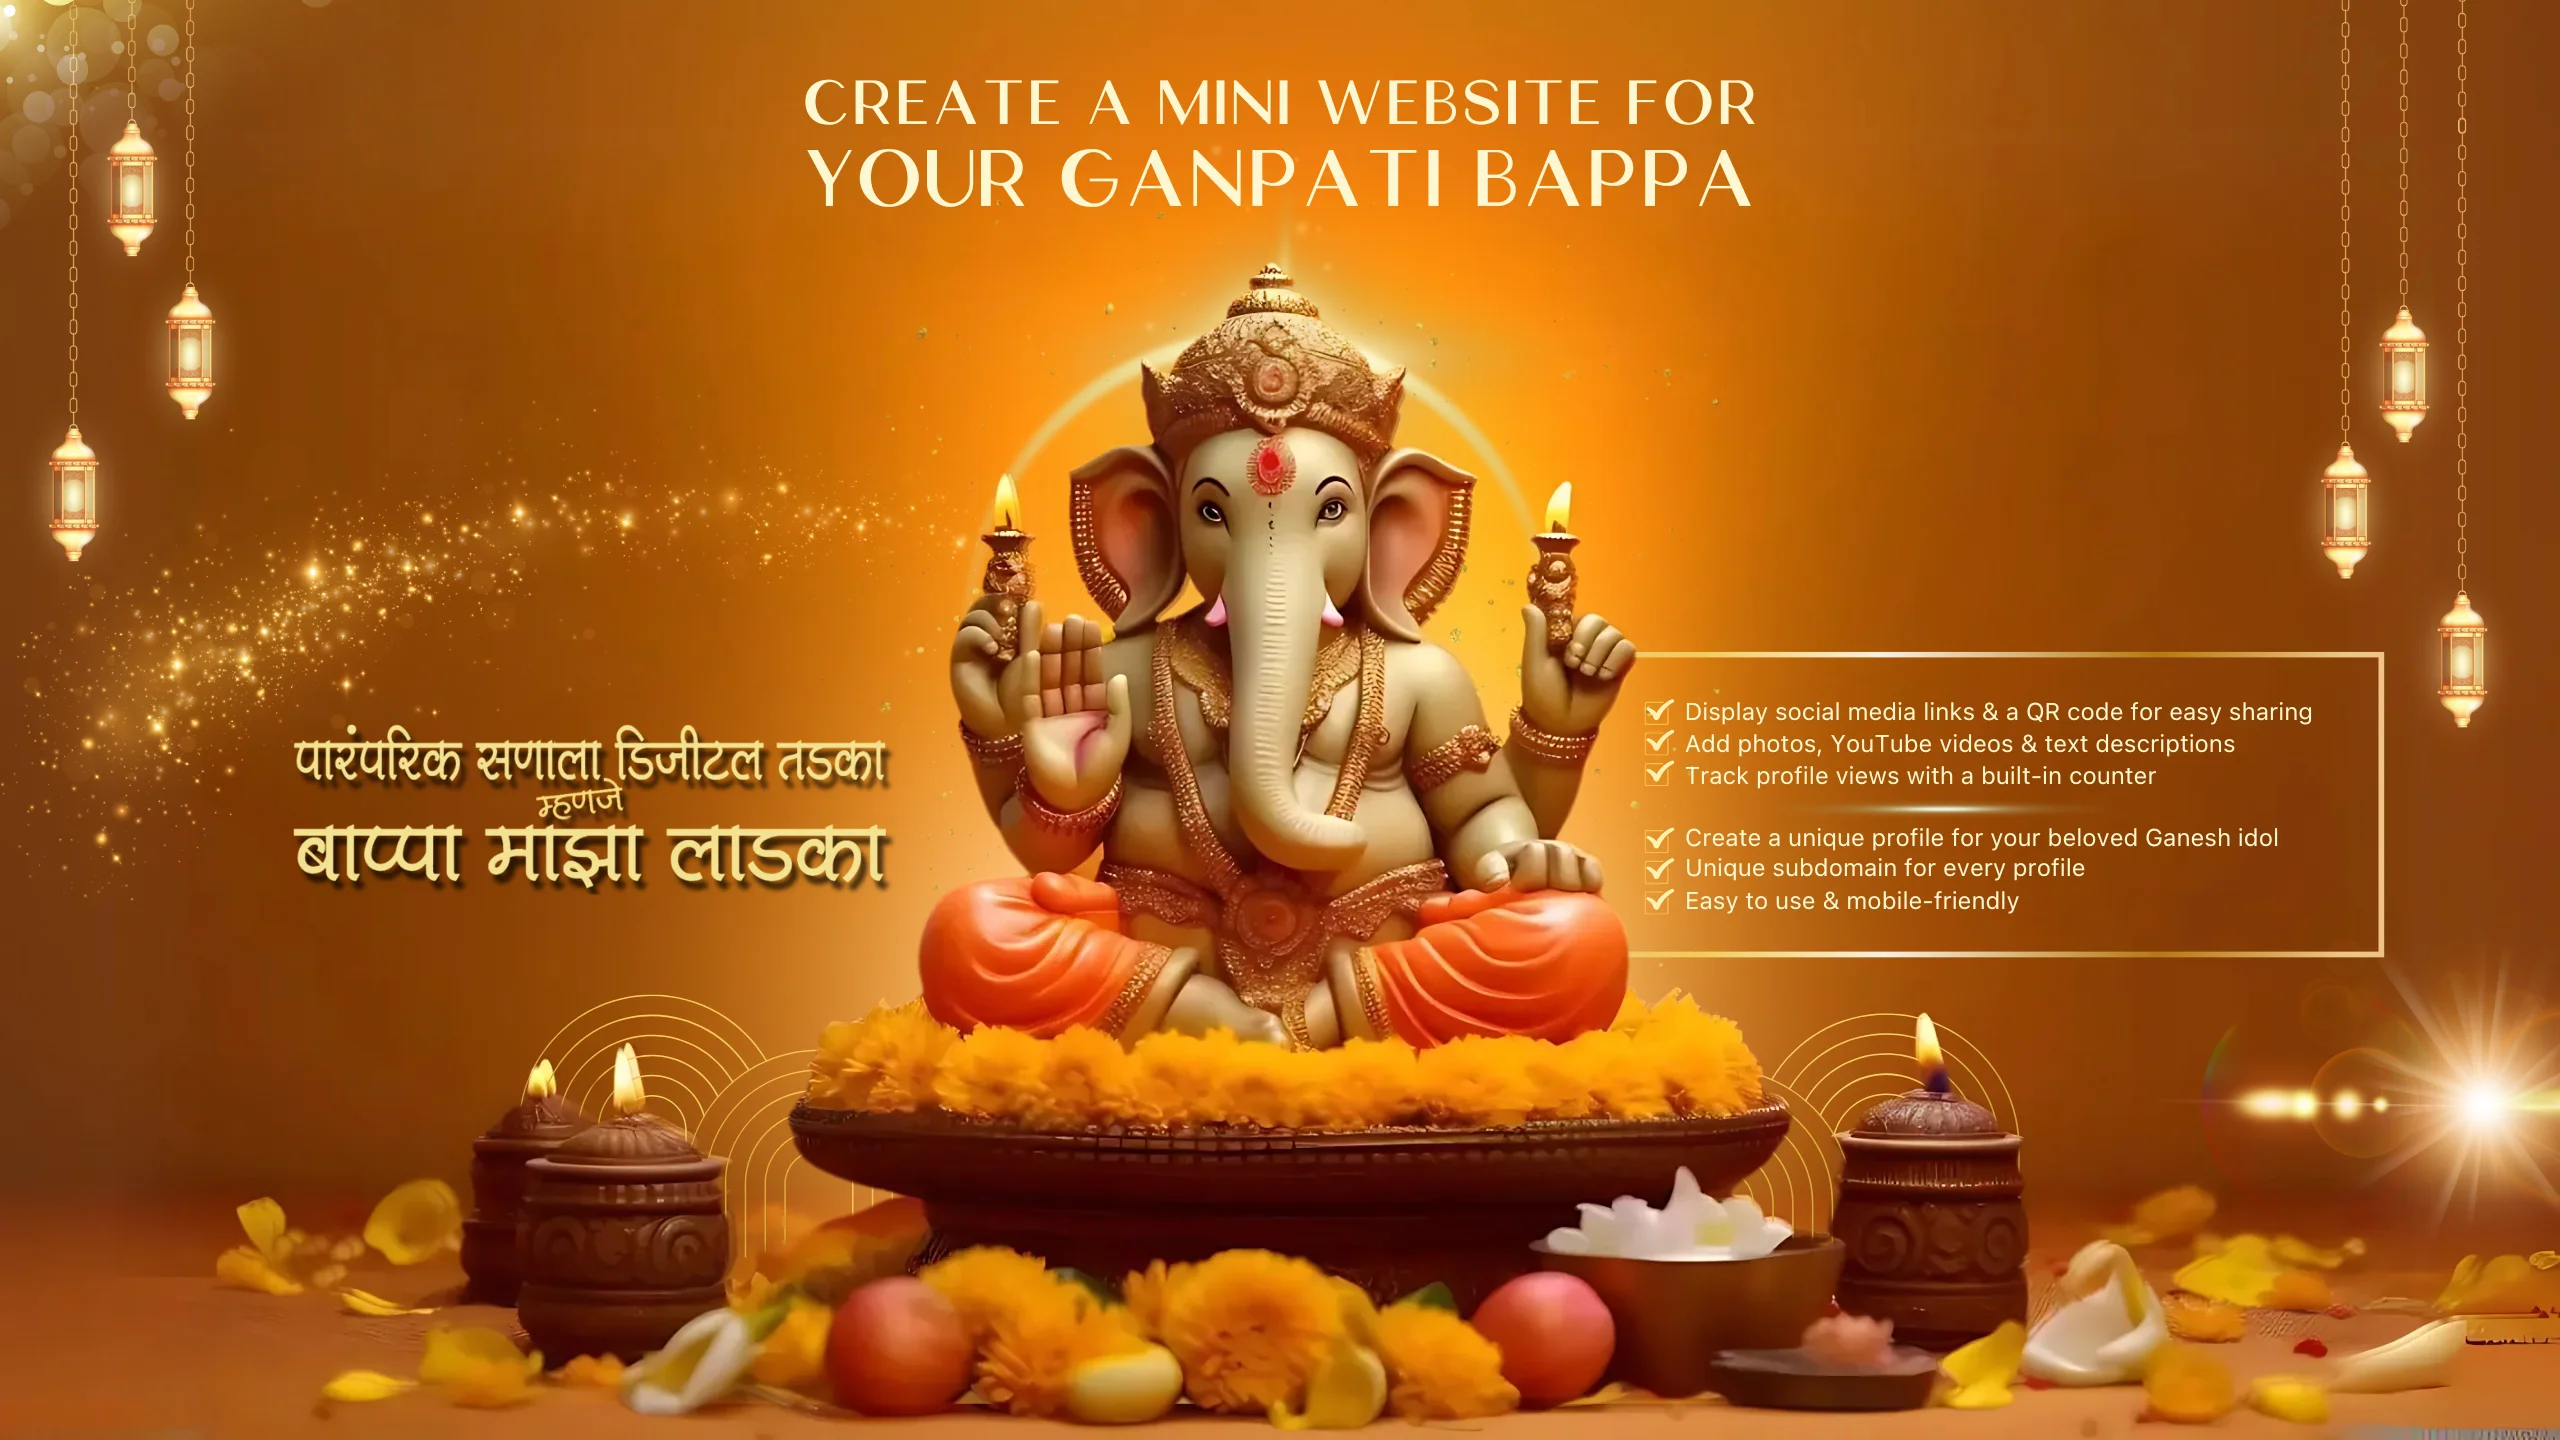 CREATE A MINI WEBSITE FOR
YOUR GANPATI BAPPA
पारंपरिक सणाला डिजीटल तडका
म्हणजे
बाप्पा माझा लाडका
Display social media links & a QR code for easy sharing
Add photos, YouTube videos & text descriptions
Track profile views with a built-in counter
Create a unique profile for your beloved Ganesh idol
Unique subdomain for every profile
Easy to use & mobile-friendly